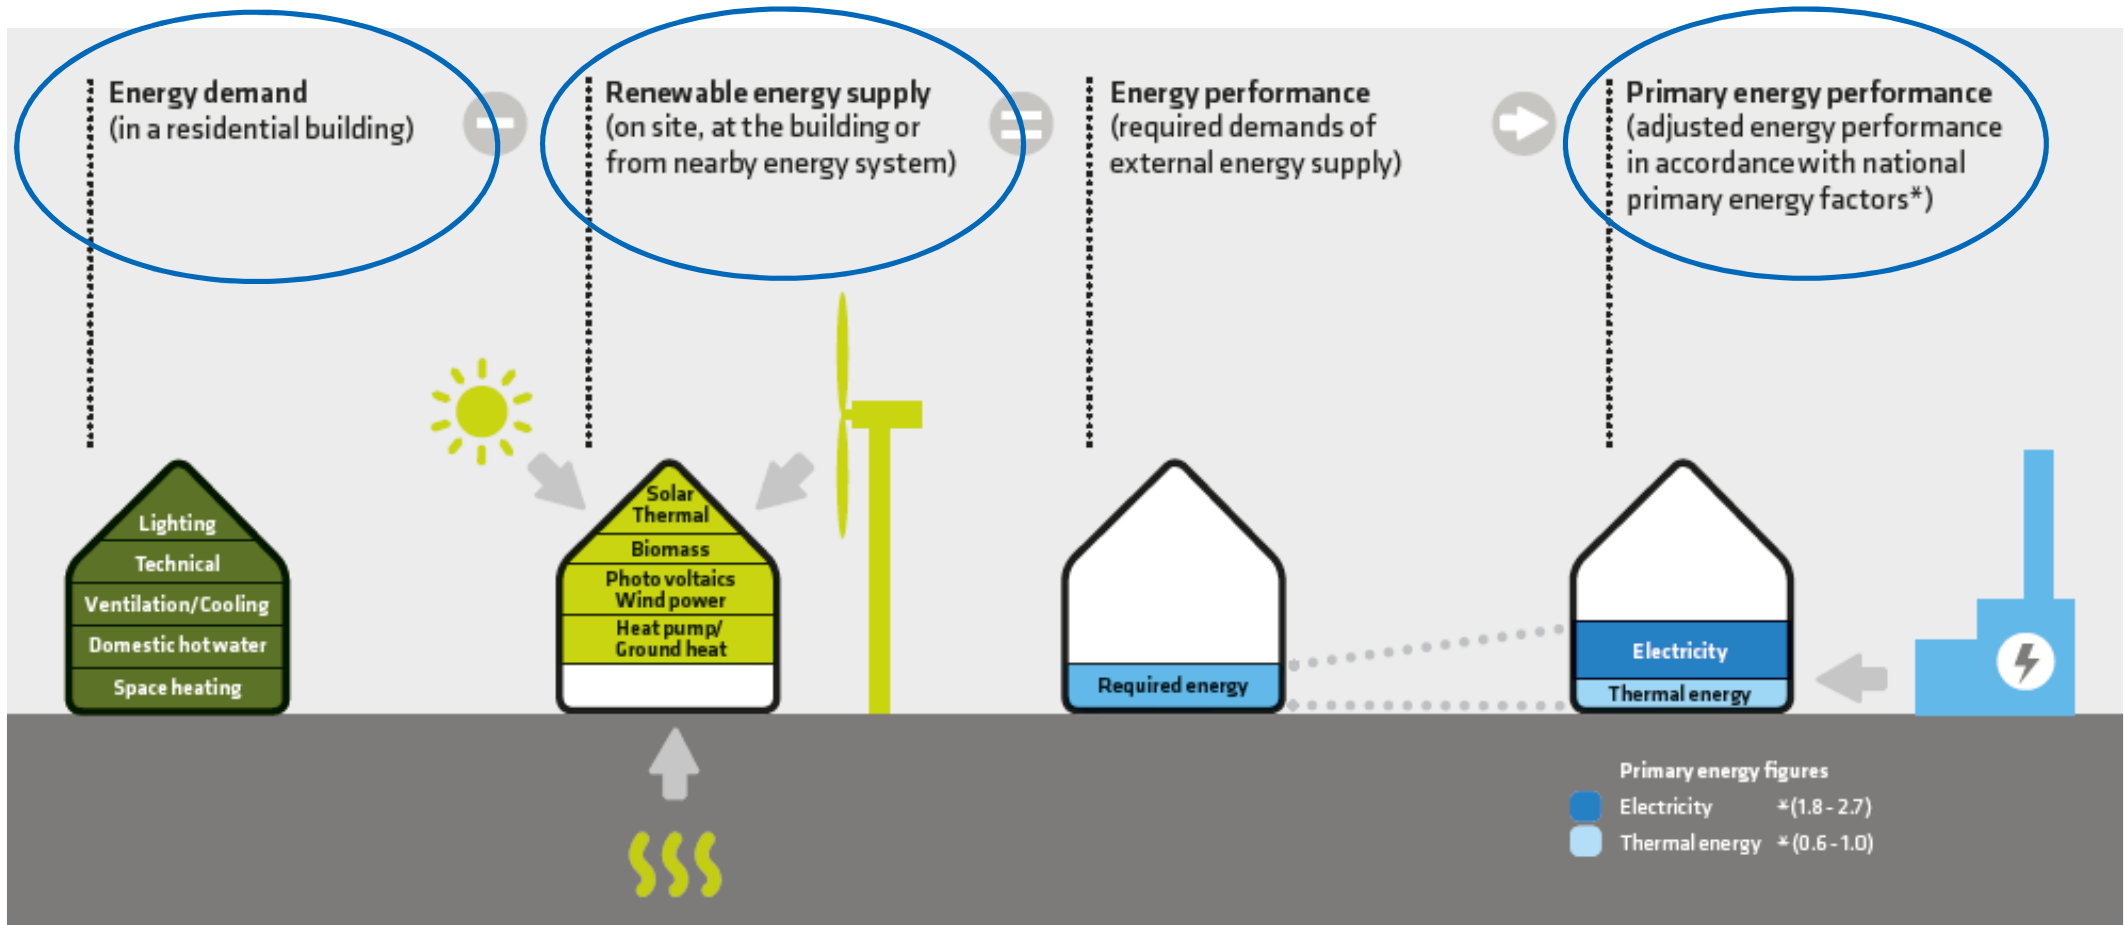 Energy demand
(in a residential building)
Renewable energy supply
(on site, at the building or
from nearby energy system)
Energy performance
(required demands of
external energy supply)
Primary energy performance
(adjusted energy performance
in accordance with national
primary energy factors*)
Lighting
Technical
Ventilation/Cooling
Domestic hot water
Space heating
Solar
Thermal
Biomass
Photo voltaics
Wind power
Heat pump/
Ground heat
Required energy
Electricity
Thermal energy
Primary energy figures
Electricity *(1.8 - 2.7)
Thermal energy *(0.6 - 1.0)